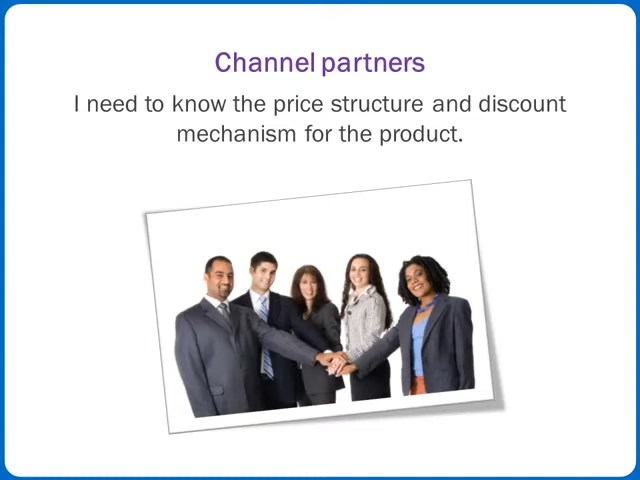 Channel partners
I need to know the price structure and discount
mechanism for the product.